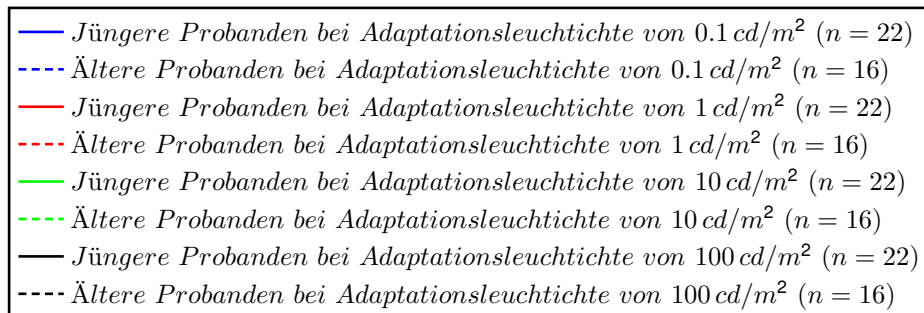 Jüngere Probanden bei Adaptationsleuchtichte von 0.1 cd/m² (n = 22)
Ältere Probanden bei Adaptationsleuchtichte von 0.1 cd/m² (n = 16)
Jüngere Probanden bei Adaptationsleuchtichte von 1 cd/m² (n = 22)
Ältere Probanden bei Adaptationsleuchtichte von 1 cd/m² (n = 16)
Jüngere Probanden bei Adaptationsleuchtichte von 10 cd/m² (n = 22)
Ältere Probanden bei Adaptationsleuchtichte von 10 cd/m² (n = 16)
Jüngere Probanden bei Adaptationsleuchtichte von 100 cd/m² (n = 22)
Ältere Probanden bei Adaptationsleuchtichte von 100 cd/m² (n = 16)